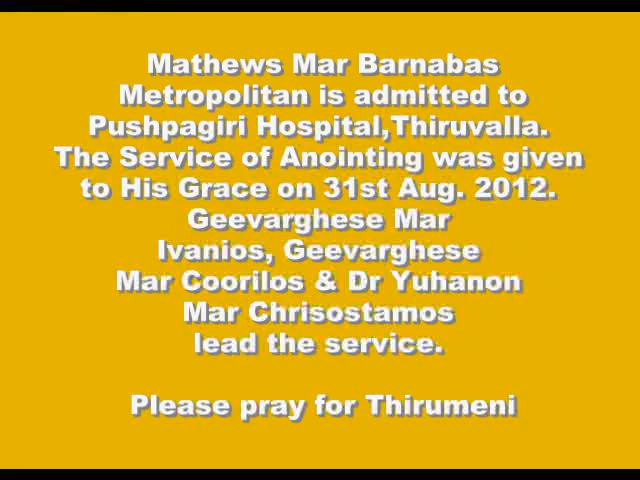 Mathews Mar Barnabas
Metropolitan is admitted to
Pushpagiri Hospital,Thiruvalla.
The Service of Anointing was given
to His Grace on 31st Aug. 2012.
Geevarghese Mar
Ivanios, Geevarghese
Mar Coorilos & Dr Yuhanon
Mar Chrisostamos
lead the service.
Please pray for Thirumeni